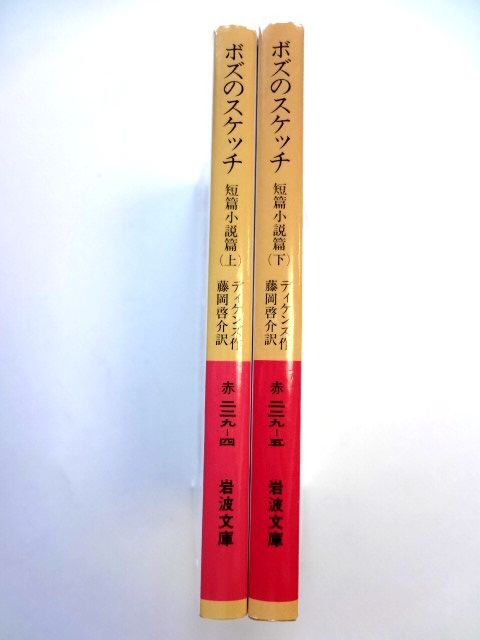 ボズのスケッチ 短篇小説篇(上)
ディケンズ作
藤岡啓介訳
赤二二九-四
岩波文庫
ボズのスケッチ 短篇小説篇(下)
ディケンズ作
藤岡啓介訳
赤二二九-五
岩波文庫